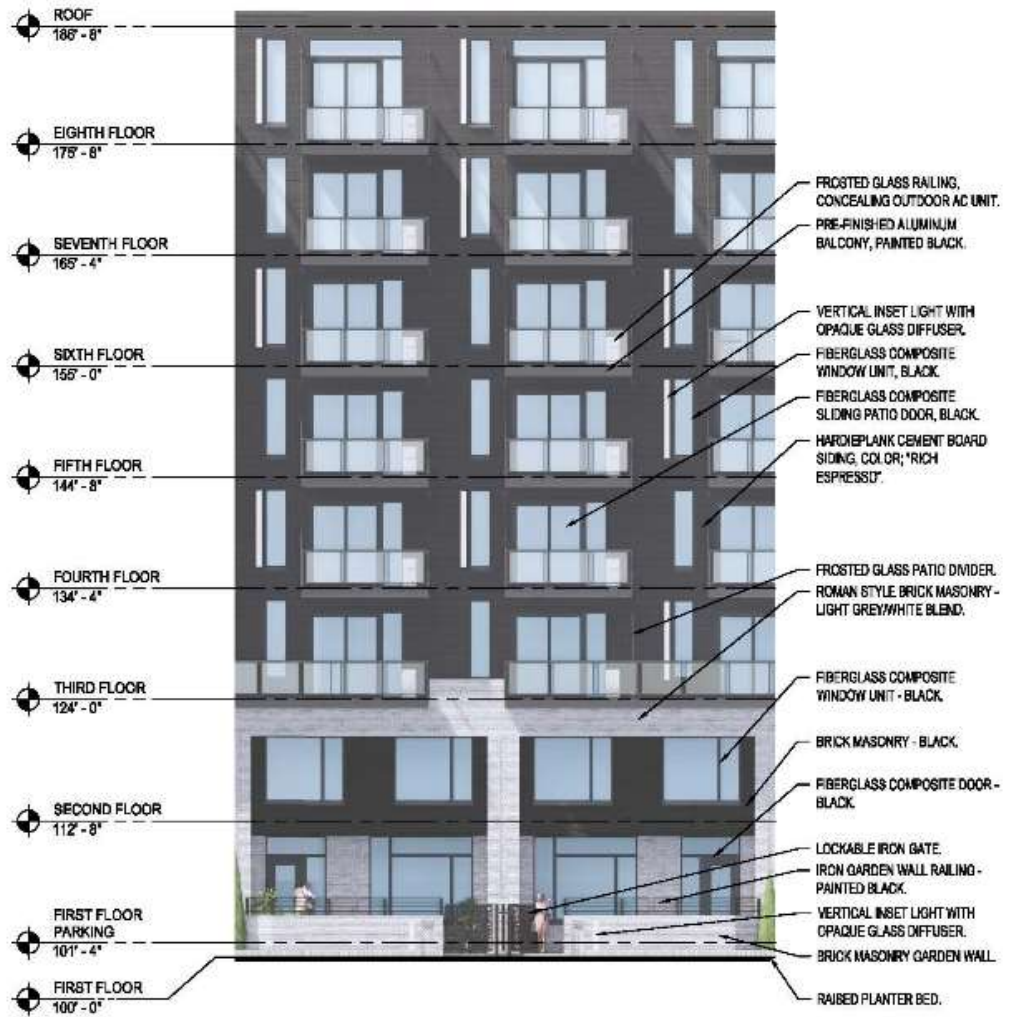 ROOF
186' - 8"
EIGHTH FLOOR
175' - 8"
SEVENTH FLOOR
165' - 4"
SIXTH FLOOR
155' - 0"
FIFTH FLOOR
144' - 8"
FOURTH FLOOR
134' - 4"
THIRD FLOOR
124' - 0"
SECOND FLOOR
112' - 8"
FIRST FLOOR
PARKING
101' - 4"
FIRST FLOOR
100' - 0"
FROSTED GLASS RAILING,
CONCEALING OUTDOOR AC UNIT.
PRE-FINISHED ALUMINUM
BALCONY, PAINTED BLACK.
VERTICAL INSET LIGHT WITH
OPAQUE GLASS DIFFUSER.
FIBERGLASS COMPOSITE
WINDOW UNIT, BLACK.
FIBERGLASS COMPOSITE
SLIDING PATIO DOOR, BLACK.
HARDIEPLANK CEMENT BOARD
SIDING, COLOR; "RICH
ESPRESSO".
FROSTED GLASS PATIO DIVIDER.
ROMAN STYLE BRICK MASONRY -
LIGHT GREY/WHITE BLEND.
FIBERGLASS COMPOSITE
WINDOW UNIT - BLACK.
BRICK MASONRY - BLACK.
FIBERGLASS COMPOSITE DOOR -
BLACK.
LOCKABLE IRON GATE.
IRON GARDEN WALL RAILING -
PAINTED BLACK.
VERTICAL INSET LIGHT WITH
OPAQUE GLASS DIFFUSER.
BRICK MASONRY GARDEN WALL.
RAISED PLANTER BED.